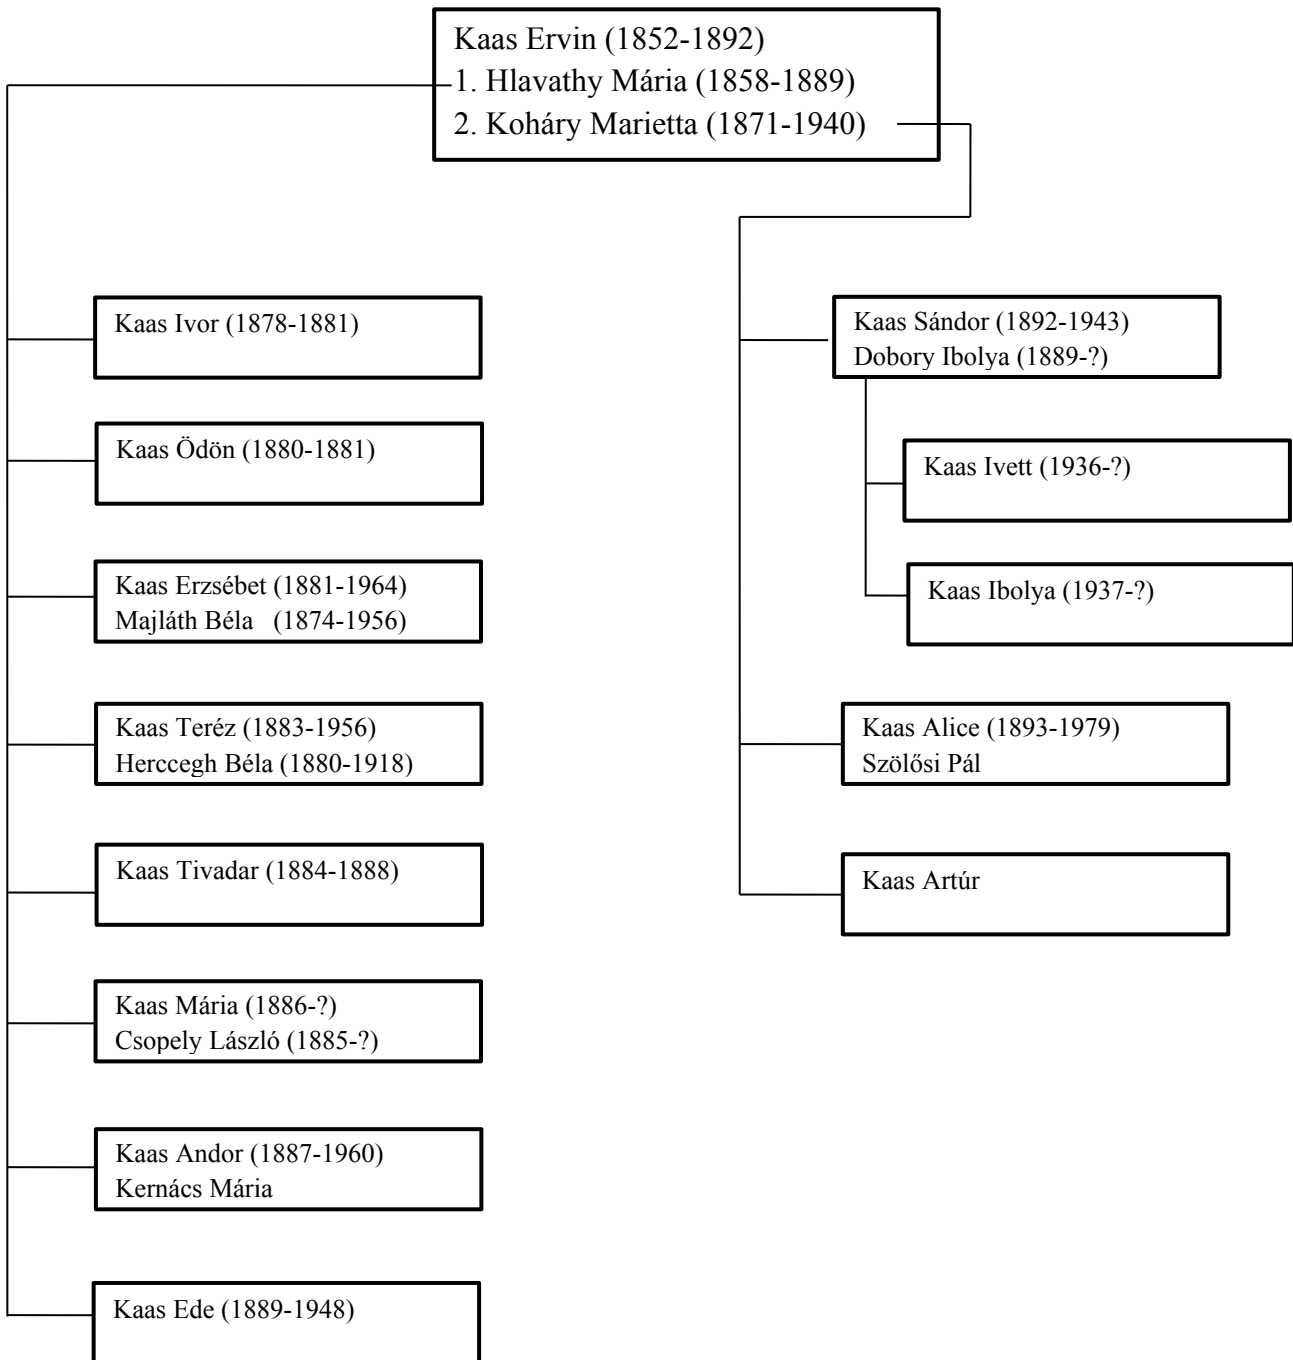 Kaas Ervin (1852-1892)
1. Hlavathy Mária (1858-1889)
2. Koháry Marietta (1871-1940)
Kaas Ivor (1878-1881)
Kaas Ödön (1880-1881)
Kaas Erzsébet (1881-1964)
Majláth Béla (1874-1956)
Kaas Teréz (1883-1956)
Herccegh Béla (1880-1918)
Kaas Tivadar (1884-1888)
Kaas Mária (1886-?)
Csopely László (1885-?)
Kaas Andor (1887-1960)
Kernács Mária
Kaas Ede (1889-1948)
Kaas Sándor (1892-1943)
Dobory Ibolya (1889-?)
Kaas Ivett (1936-?)
Kaas Ibolya (1937-?)
Kaas Alice (1893-1979)
Szölősi Pál
Kaas Artúr